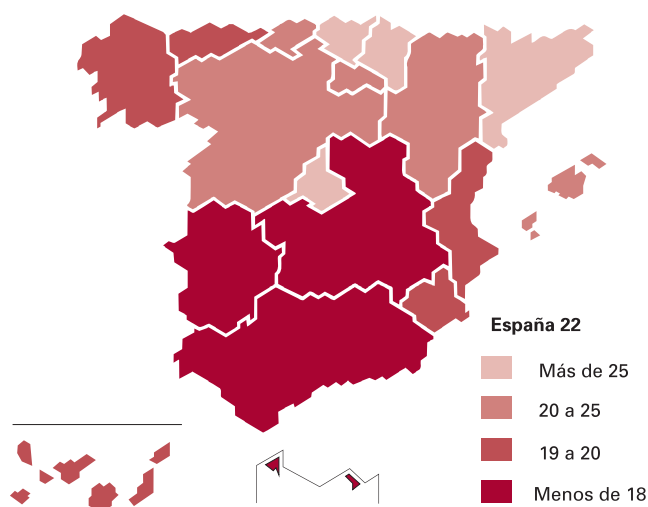 España 22
Más de 25
20 a 25
19 a 20
Menos de 18